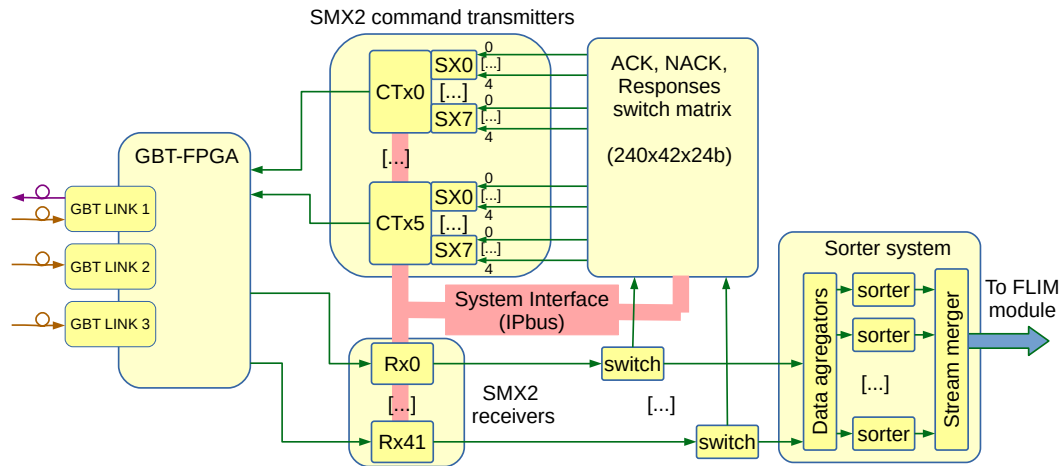 SMX2 command transmitters
CTx0
SX0
[...]
SX7
0
[...]
4
0
[...]
4
[...]
CTx5
SX0
[...]
SX7
0
[...]
4
0
[...]
4
ACK, NACK,
Responses
switch matrix
(240x42x24b)
GBT-FPGA
GBT LINK 1
GBT LINK 2
GBT LINK 3
System Interface
(IPbus)
Rx0
[...]
Rx41
SMX2
receivers
switch
[...]
switch
Sorter system
Data agregators
sorter
sorter
[...]
sorter
Stream merger
To FLIM
module